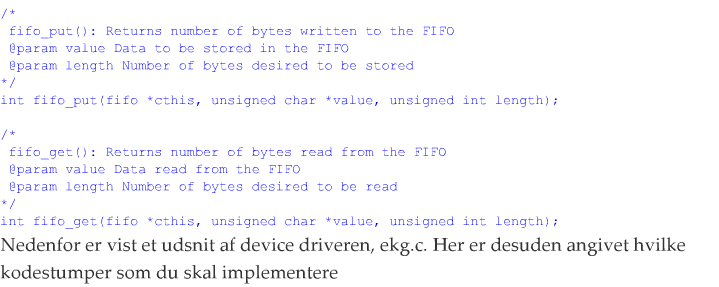 /*
 fifo_put(): Returns number of bytes written to the FIFO
 @param value Data to be stored in the FIFO
 @param length Number of bytes desired to be stored
*/
int fifo_put(fifo *cthis, unsigned char *value, unsigned int length);

/*
 fifo_get(): Returns number of bytes read from the FIFO
 @param value Data read from the FIFO
 @param length Number of bytes desired to be read
*/
int fifo_get(fifo *cthis, unsigned char *value, unsigned int length);
Nedenfor er vist et udsnit af device driveren, ekg.c. Her er desuden angivet hvilke
kodestumper som du skal implementere